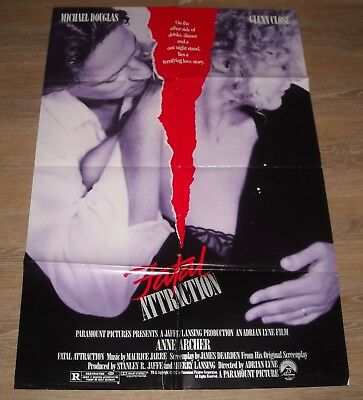 MICHAEL DOUGLAS
GLENN CLOSE
On the
other side of
drinks, dinner
and a
one night stand,
lies a
terrifying love story.
Fatal
ATTRACTION
PARAMOUNT PICTURES PRESENTS A JAFFE/LANSING PRODUCTION AN ADRIAN LYNE FILM
ANNE ARCHER
FATAL ATTRACTION Music by MAURICE JARRE Screenplay by JAMES DEARDEN From His Original Screenplay
Produced by STANLEY R. JAFFE and SHERRY LANSING Directed by ADRIAN LYNE
R RESTRICTED
A PARAMOUNT PICTURE